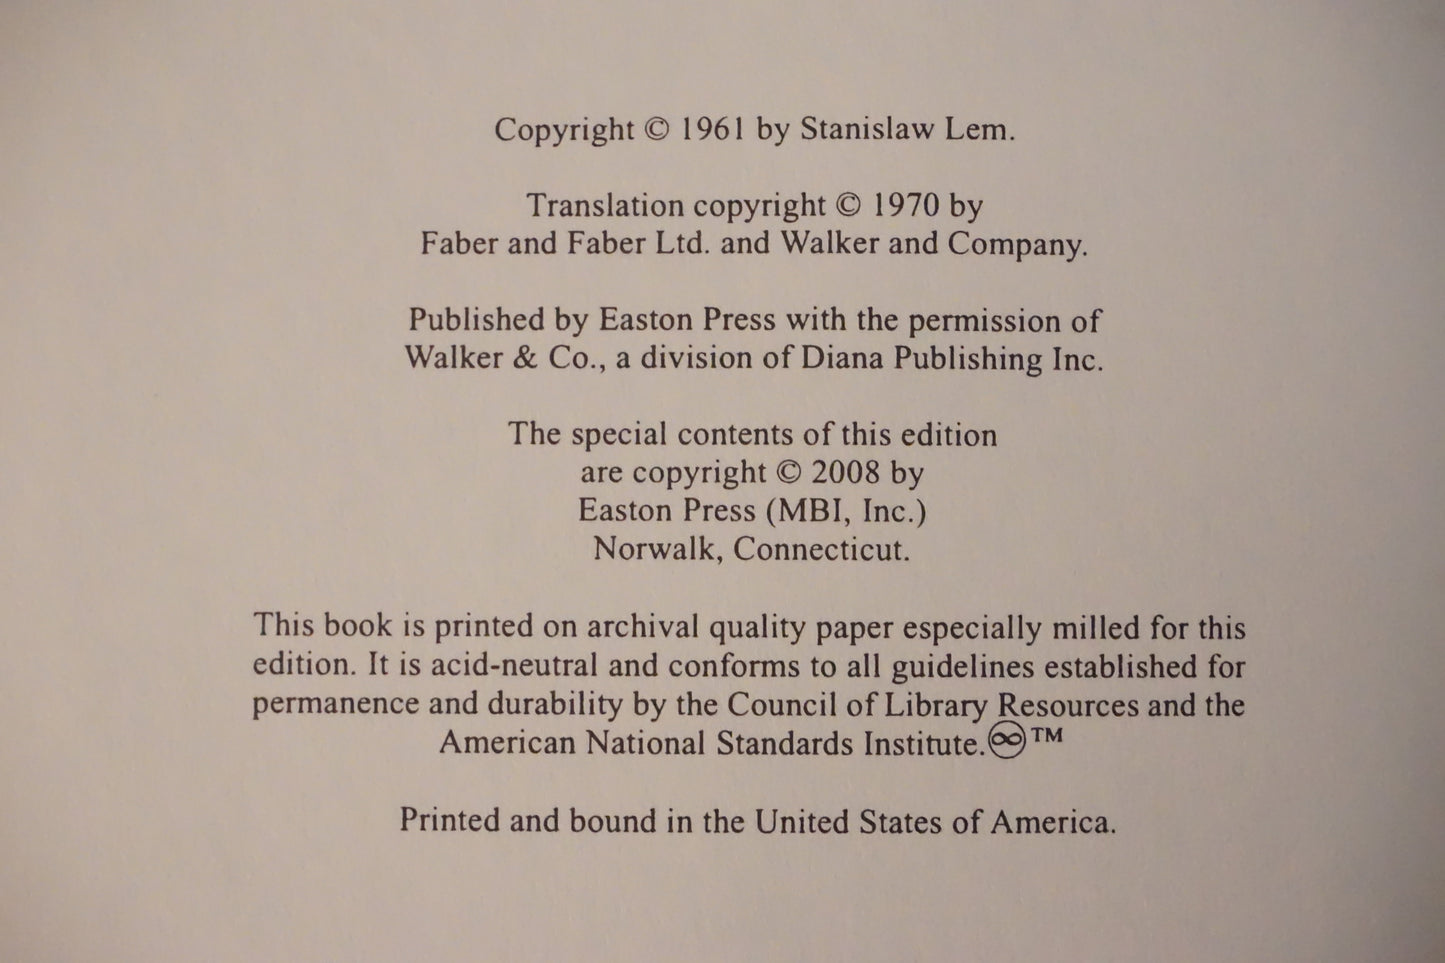 Copyright © 1961 by Stanislaw Lem.
Translation copyright © 1970 by
Faber and Faber Ltd. and Walker and Company.
Published by Easton Press with the permission of
Walker & Co., a division of Diana Publishing Inc.
The special contents of this edition
are copyright © 2008 by
Easton Press (MBI, Inc.)
Norwalk, Connecticut.
This book is printed on archival quality paper especially milled for this
edition. It is acid-neutral and conforms to all guidelines established for
permanence and durability by the Council of Library Resources and the
American National Standards Institute.♾™
Printed and bound in the United States of America.